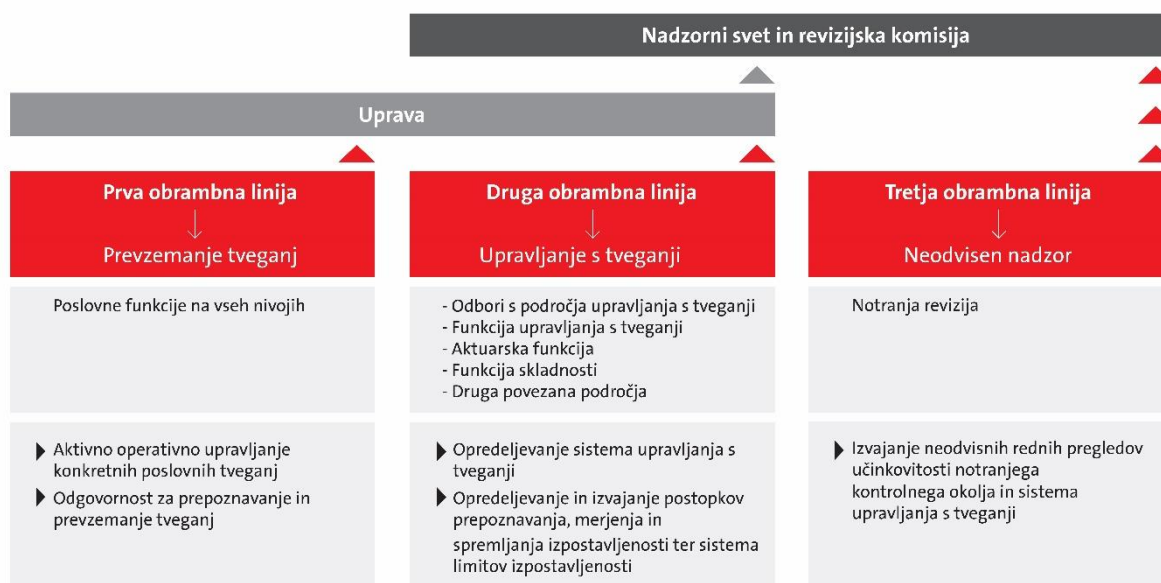 Nadzorni svet in revizijska komisija
Uprava
Prva obrambna linija
Prevzemanje tveganj
Poslovne funkcije na vseh nivojih
Aktivno operativno upravljanje
konkretnih poslovnih tveganj
Odgovornost za prepoznavanje in
prevzemanje tveganj
Druga obrambna linija
Upravljanje s tveganji
- Odbori s področja upravljanja s tveganji
- Funkcija upravljanja s tveganji
- Aktuarska funkcija
- Funkcija skladnosti
- Druga povezana področja
Opredeljevanje sistema upravljanja s
tveganji
Opredeljevanje in izvajanje postopkov
prepoznavanja, merjenja in
spremljanja izpostavljenosti ter sistema
limitov izpostavljenosti
Tretja obrambna linija
Neodvisen nadzor
Notranja revizija
Izvajanje neodvisnih rednih pregledov
učinkovitosti notranjega
kontrolnega okolja in sistema
upravljanja s tveganji